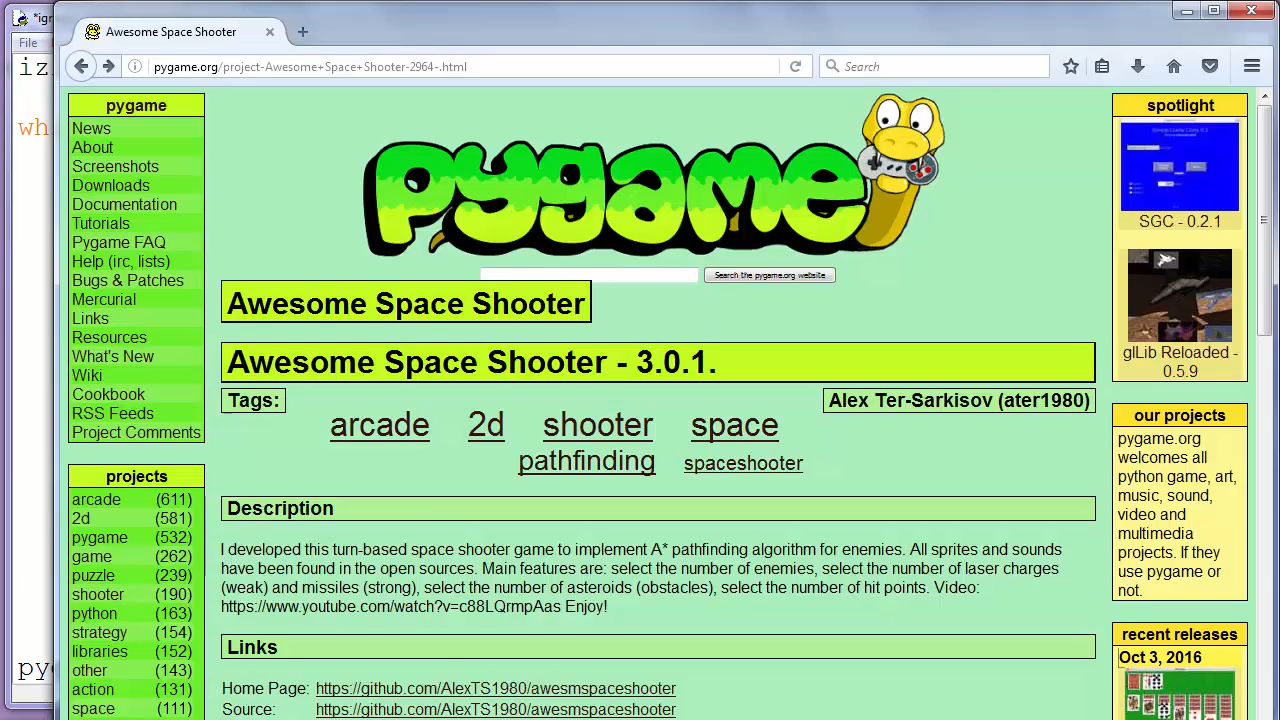 *igr
File
iz
wh
py
Awesome Space Shooter
pygame.org/project-Awesome+Space+Shooter-2964-.html
Search
pygame
News
About
Screenshots
Downloads
Documentation
Tutorials
Pygame FAQ
Help (irc, lists)
Bugs & Patches
Mercurial
Links
Resources
What's New
Wiki
Cookbook
RSS Feeds
Project Comments
projects
arcade (611)
2d (581)
pygame (532)
game (262)
puzzle (239)
shooter (190)
python (163)
strategy (154)
libraries (152)
other (143)
action (131)
space (111)
pygame
Search the pygame.org website
Awesome Space Shooter
Awesome Space Shooter - 3.0.1.
Tags:
Alex Ter-Sarkisov (ater1980)
arcade 2d shooter space
pathfinding spaceshooter
Description
I developed this turn-based space shooter game to implement A* pathfinding algorithm for enemies. All sprites and sounds
have been found in the open sources. Main features are: select the number of enemies, select the number of laser charges
(weak) and missiles (strong), select the number of asteroids (obstacles), select the number of hit points. Video:
https://www.youtube.com/watch?v=c88LQrmpAas Enjoy!
Links
Home Page: https://github.com/AlexTS1980/awesmspaceshooter
Source: https://github.com/AlexTS1980/awesmspaceshooter
spotlight
SGC - 0.2.1
glLib Reloaded -
0.5.9
our projects
pygame.org
welcomes all
python game, art,
music, sound,
video and
multimedia
projects. If they
use pygame or
not.
recent releases
Oct 3, 2016